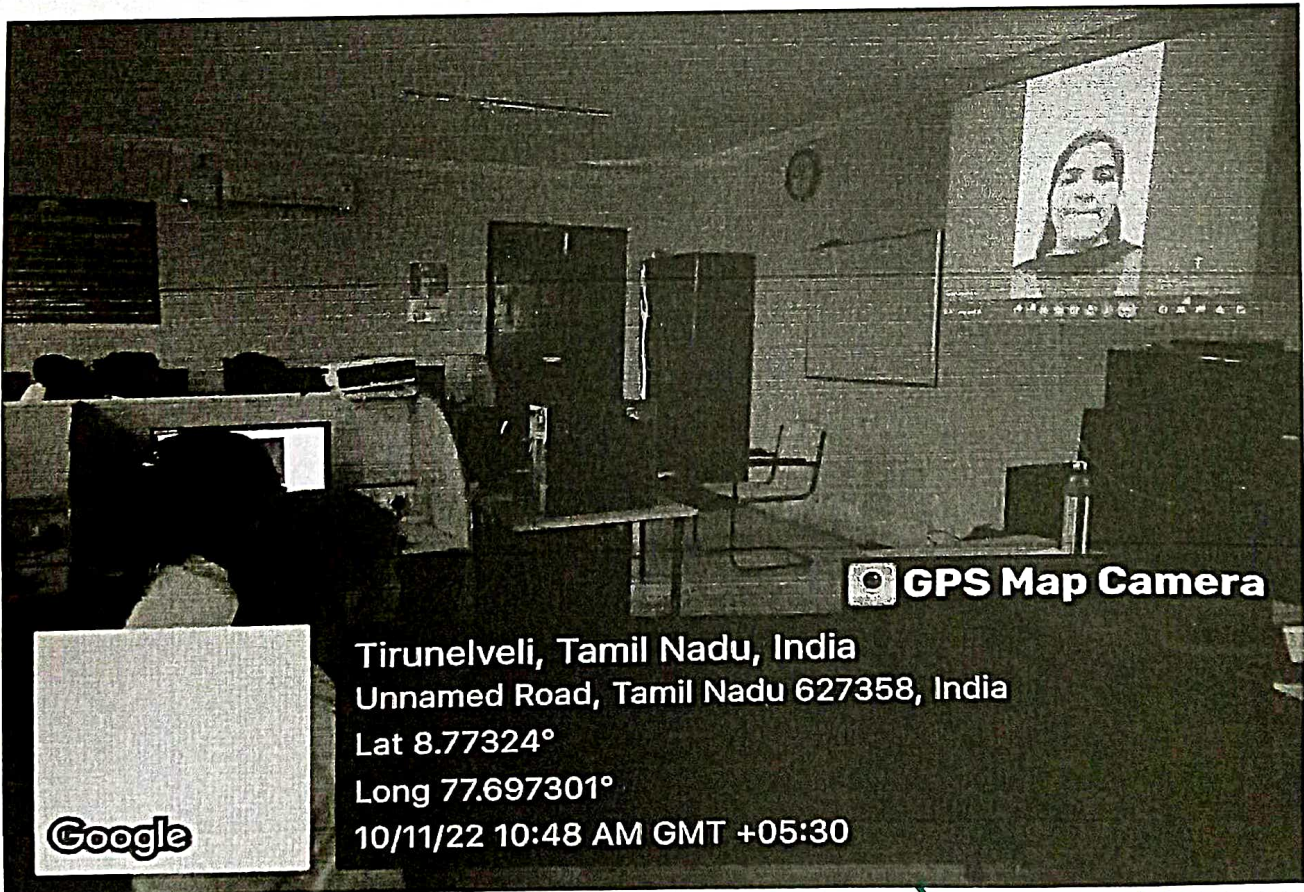 GPS Map Camera
Tirunelveli, Tamil Nadu, India
Unnamed Road, Tamil Nadu 627358, India
Lat 8.77324°
Long 77.697301°
10/11/22 10:48 AM GMT +05:30
Google